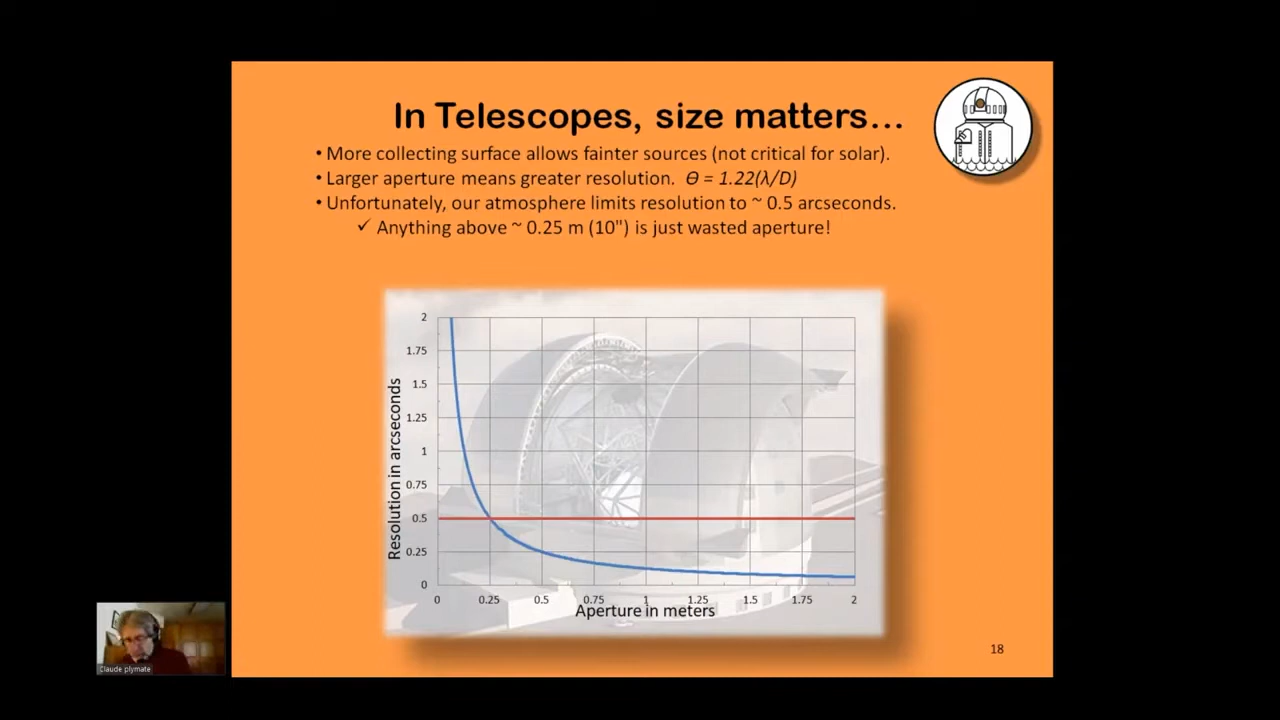 In Telescopes, size matters…
• More collecting surface allows fainter sources (not critical for solar).
• Larger aperture means greater resolution. Θ = 1.22(λ/D)
• Unfortunately, our atmosphere limits resolution to ~ 0.5 arcseconds.
✓ Anything above ~ 0.25 m (10") is just wasted aperture!
2
1.75
1.5
1.25
1
0.75
0.5
0.25
0
Resolution in arcseconds
0 0.25 0.5 0.75 1 1.25 1.5 1.75 2
Aperture in meters
Claude plymate
18